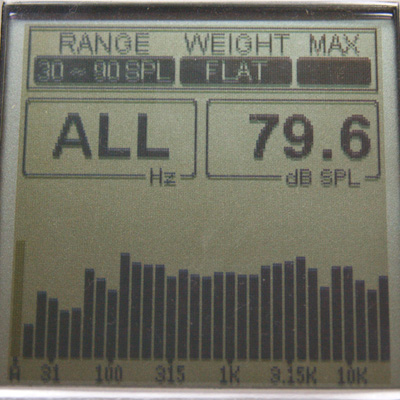 RANGE WEIGHT MAX
30 ~ 90 SPL FLAT
ALL 79.6
Hz dB SPL
A 31 100 315 1K 3.15K 10K